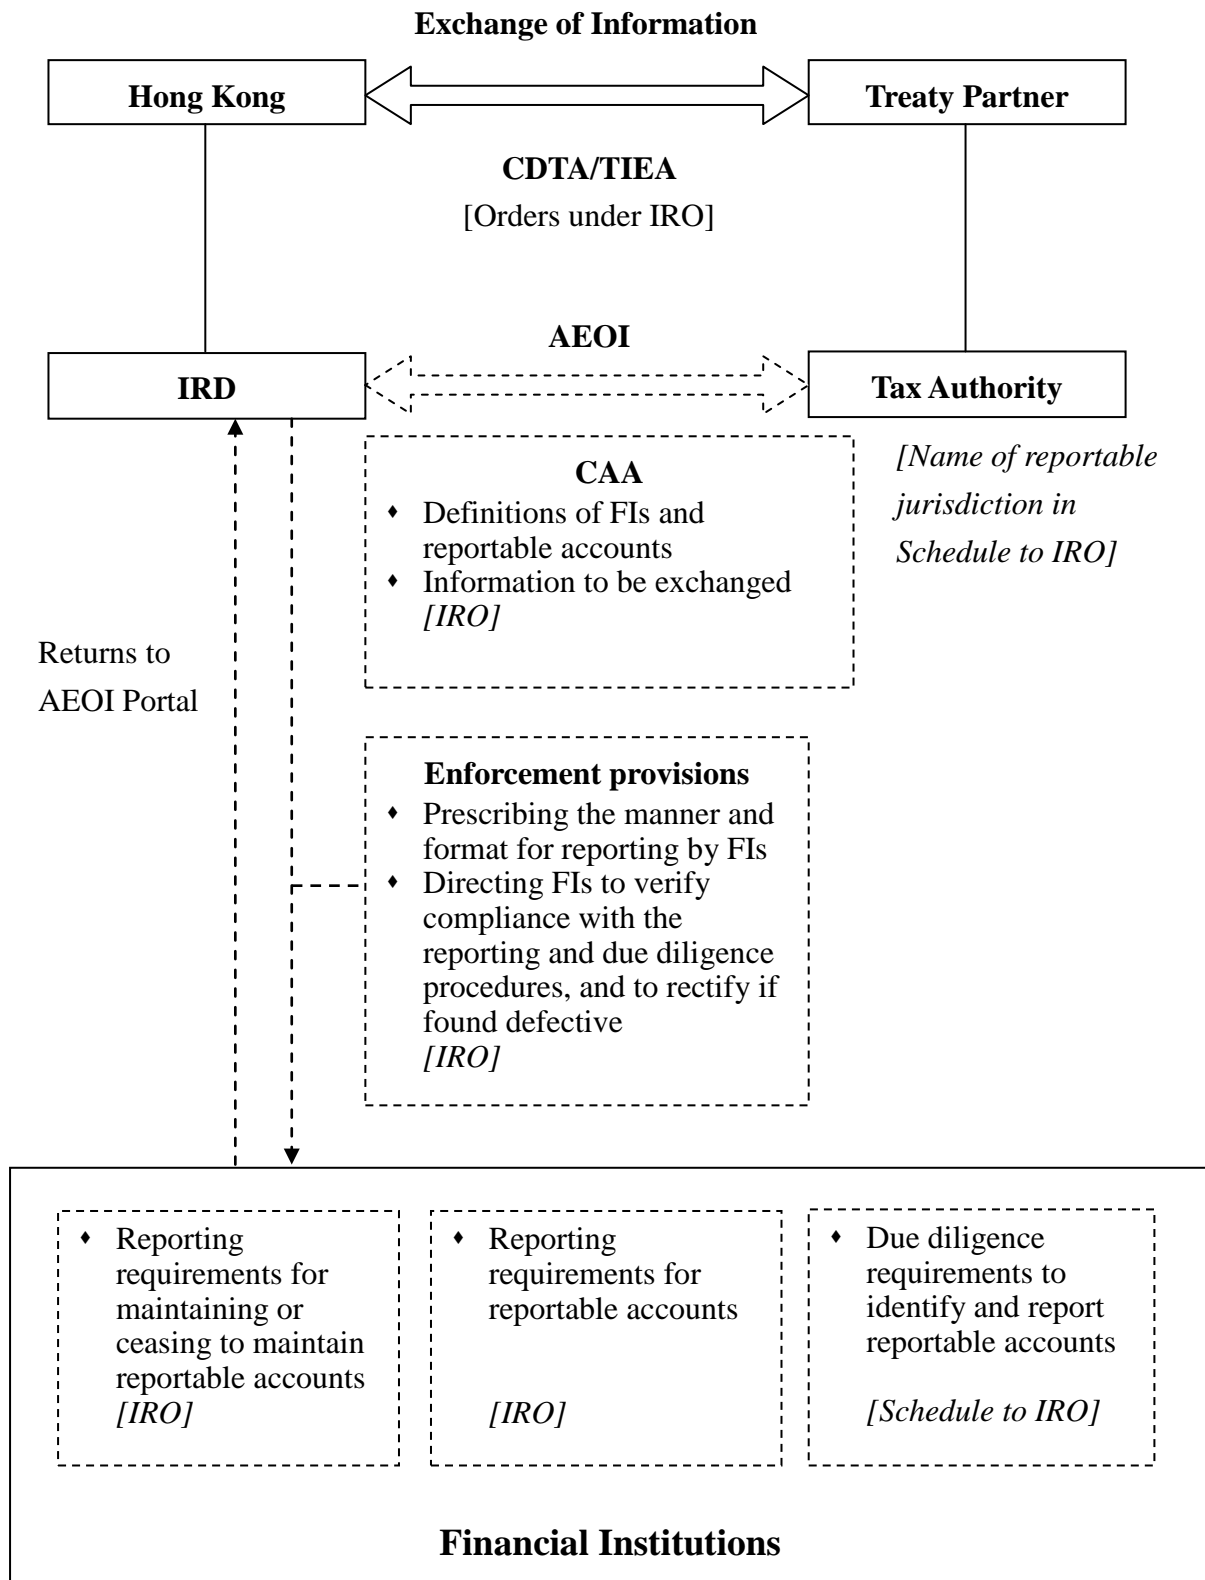 Exchange of Information
Hong Kong
Treaty Partner
CDTA/TIEA
[Orders under IRO]
AEOI
IRD
Tax Authority
CAA
♦ Definitions of FIs and
reportable accounts
♦ Information to be exchanged
[IRO]
[Name of reportable
jurisdiction in
Schedule to IRO]
Returns to
AEOI Portal
Enforcement provisions
♦ Prescribing the manner and
format for reporting by FIs
♦ Directing FIs to verify
compliance with the
reporting and due diligence
procedures, and to rectify if
found defective
[IRO]
♦ Reporting
requirements for
maintaining or
ceasing to maintain
reportable accounts
[IRO]
♦ Reporting
requirements for
reportable accounts
[IRO]
♦ Due diligence
requirements to
identify and report
reportable accounts
[Schedule to IRO]
Financial Institutions